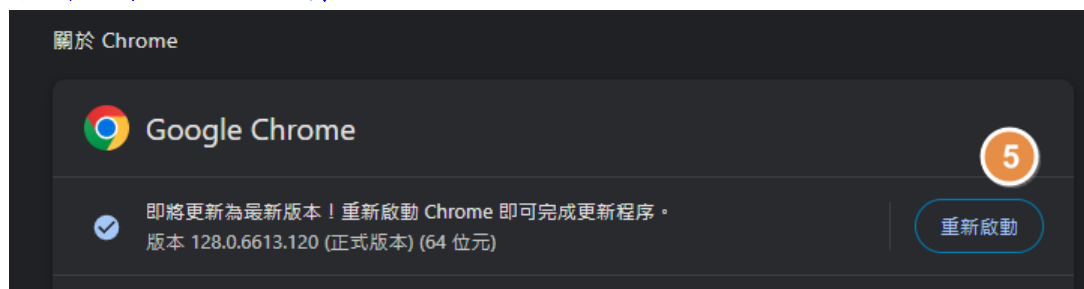 關於 Chrome
Google Chrome
5
即將更新為最新版本！重新啟動 Chrome 即可完成更新程序。
版本 128.0.6613.120 (正式版本) (64 位元)
重新啟動